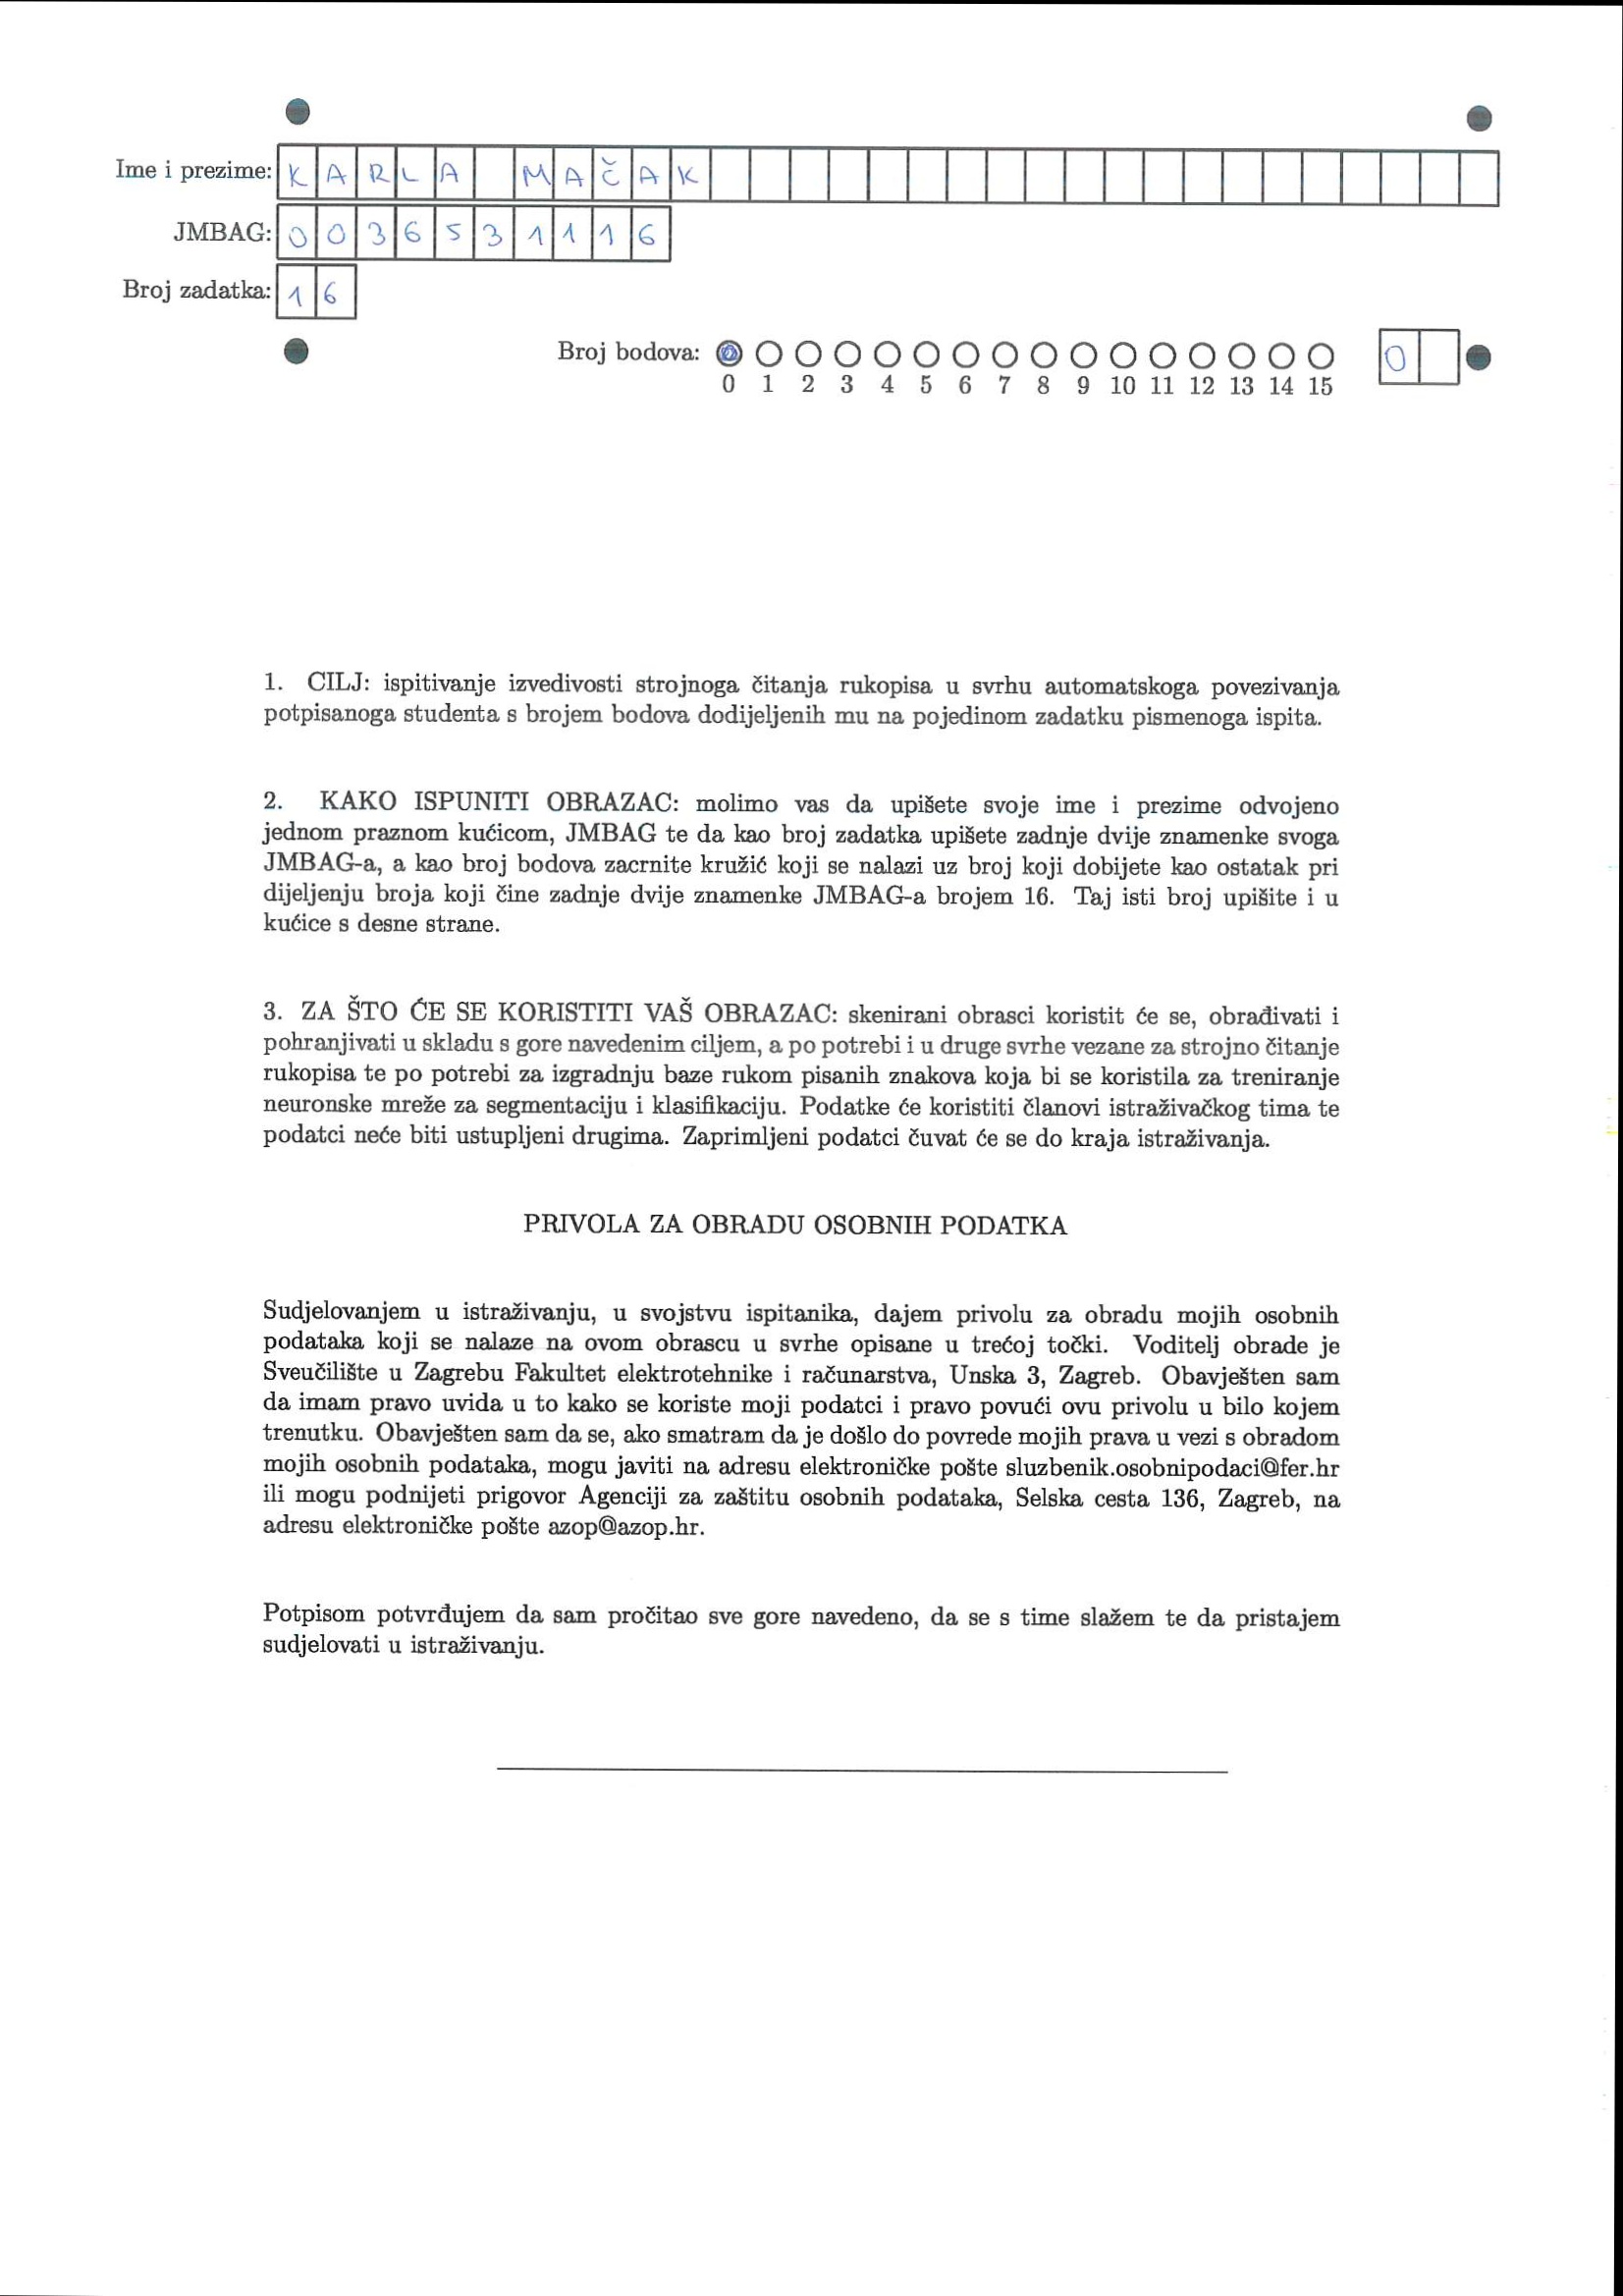 Ime i prezime: KARLA MAČAK
JMBAG: 0036531116
Broj zadatka: 16
Broj bodova: 0 1 2 3 4 5 6 7 8 9 10 11 12 13 14 15 0
1. CILJ: ispitivanje izvedivosti strojnoga čitanja rukopisa u svrhu automatskoga povezivanja
potpisanoga studenta s brojem bodova dodijeljenih mu na pojedinom zadatku pismenoga ispita.
2. KAKO ISPUNITI OBRAZAC: molimo vas da upišete svoje ime i prezime odvojeno
jednom praznom kućicom, JMBAG te da kao broj zadatka upišete zadnje dvije znamenke svoga
JMBAG-a, a kao broj bodova zacrnite kružić koji se nalazi uz broj koji dobijete kao ostatak pri
dijeljenju broja koji čine zadnje dvije znamenke JMBAG-a brojem 16. Taj isti broj upišite i u
kućice s desne strane.
3. ZA ŠTO ĆE SE KORISTITI VAŠ OBRAZAC: skenirani obrasci koristit će se, obrađivati i
pohranjivati u skladu s gore navedenim ciljem, a po potrebi i u druge svrhe vezane za strojno čitanje
rukopisa te po potrebi za izgradnju baze rukom pisanih znakova koja bi se koristila za treniranje
neuronske mreže za segmentaciju i klasifikaciju. Podatke će koristiti članovi istraživačkog tima te
podatci neće biti ustupljeni drugima. Zaprimljeni podatci čuvat će se do kraja istraživanja.
PRIVOLA ZA OBRADU OSOBNIH PODATKA
Sudjelovanjem u istraživanju, u svojstvu ispitanika, dajem privolu za obradu mojih osobnih
podataka koji se nalaze na ovom obrascu u svrhe opisane u trećoj točki. Voditelj obrade je
Sveučilište u Zagrebu Fakultet elektrotehnike i računarstva, Unska 3, Zagreb. Obavješten sam
da imam pravo uvida u to kako se koriste moji podatci i pravo povući ovu privolu u bilo kojem
trenutku. Obavješten sam da se, ako smatram da je došlo do povrede mojih prava u vezi s obradom
mojih osobnih podataka, mogu javiti na adresu elektroničke pošte sluzbenik.osobnipodaci@fer.hr
ili mogu podnijeti prigovor Agenciji za zaštitu osobnih podataka, Selska cesta 136, Zagreb, na
adresu elektroničke pošte azop@azop.hr.
Potpisom potvrđujem da sam pročitao sve gore navedeno, da se s time slažem te da pristajem
sudjelovati u istraživanju.